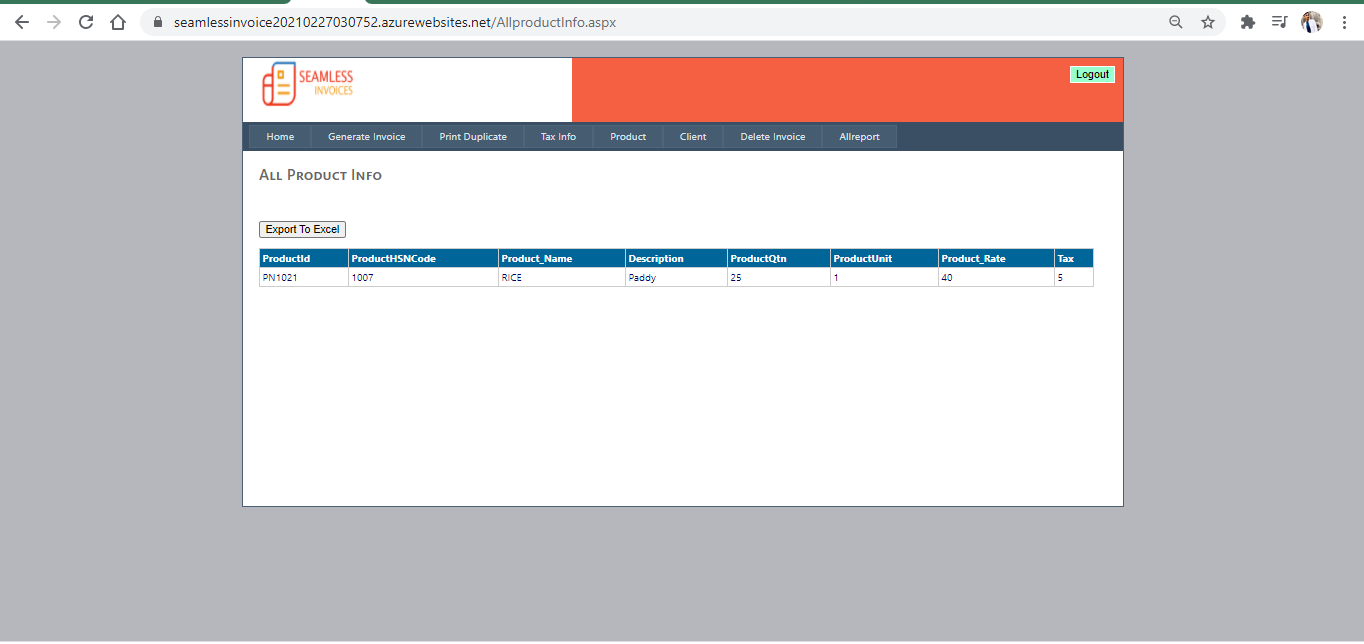 seamlessinvoice20210227030752.azurewebsites.net/AllproductInfo.aspx
SEAMLESS
INVOICES
Logout
Home Generate Invoice Print Duplicate Tax Info Product Client Delete Invoice Allreport
All Product Info
Export To Excel
ProductId ProductHSNCode Product_Name Description ProductQtn ProductUnit Product_Rate Tax
PN1021 1007 RICE Paddy 25 1 40 5